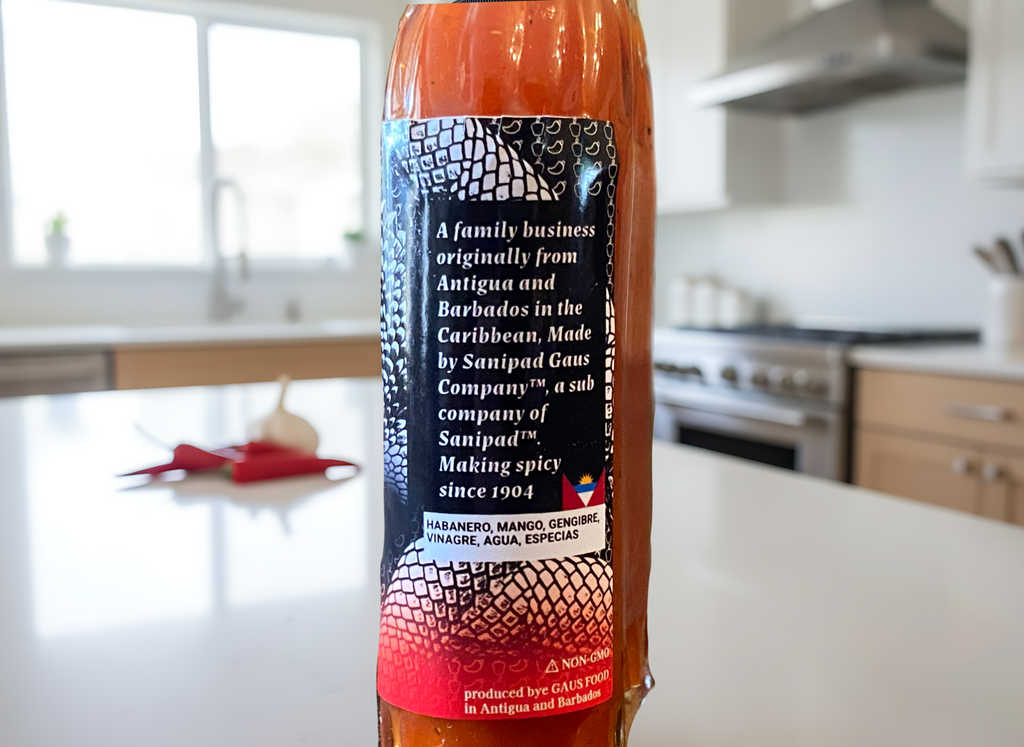 A family business
originally from
Antigua and
Barbados in the
Caribbean, Made
by Sanipad Gaus
Company™, a sub
company of
Sanipad™.
Making spicy
since 1904
HABANERO, MANGO, GENGIBRE,
VINAGRE, AGUA, ESPECIAS
NON-GMO
produced bye GAUS FOOD
in Antigua and Barbados